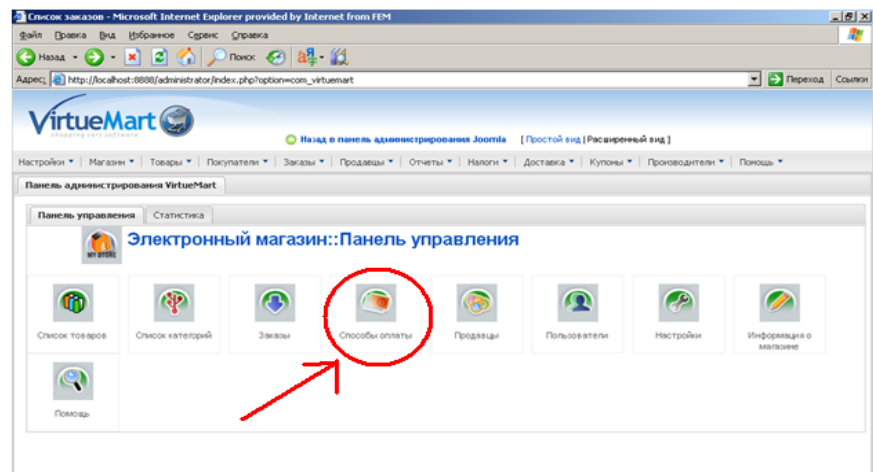 Список заказов - Microsoft Internet Explorer provided by Internet from FEM
Файл Правка Вид Избранное Сервис Справка
Назад Поиск
Адрес: http://localhost:8888/administrator/index.php?option=com_virtuemart Переход Ссылки
VirtueMart
shopping cart software
Назад в панель администрирования Joomla [Простой вид | Расширенный вид ]
Настройки | Магазин | Товары | Покупатели | Заказы | Продавцы | Отчеты | Налоги | Доставка | Купоны | Производители | Помощь
Панель администрирования VirtueMart
Панель управления Статистика
MY STORE Электронный магазин::Панель управления
Список товаров Список категорий Заказы Способы оплаты Продавцы Пользователи Настройки Информация о магазине
Помощь